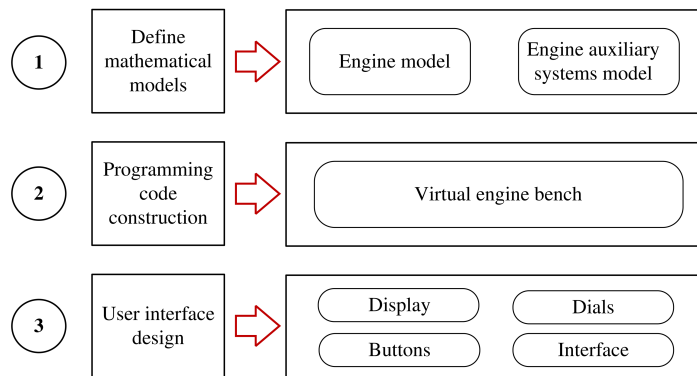 1
Define
mathematical
models
Engine model
Engine auxiliary
systems model
2
Programming
code
construction
Virtual engine bench
3
User interface
design
Display
Dials
Buttons
Interface